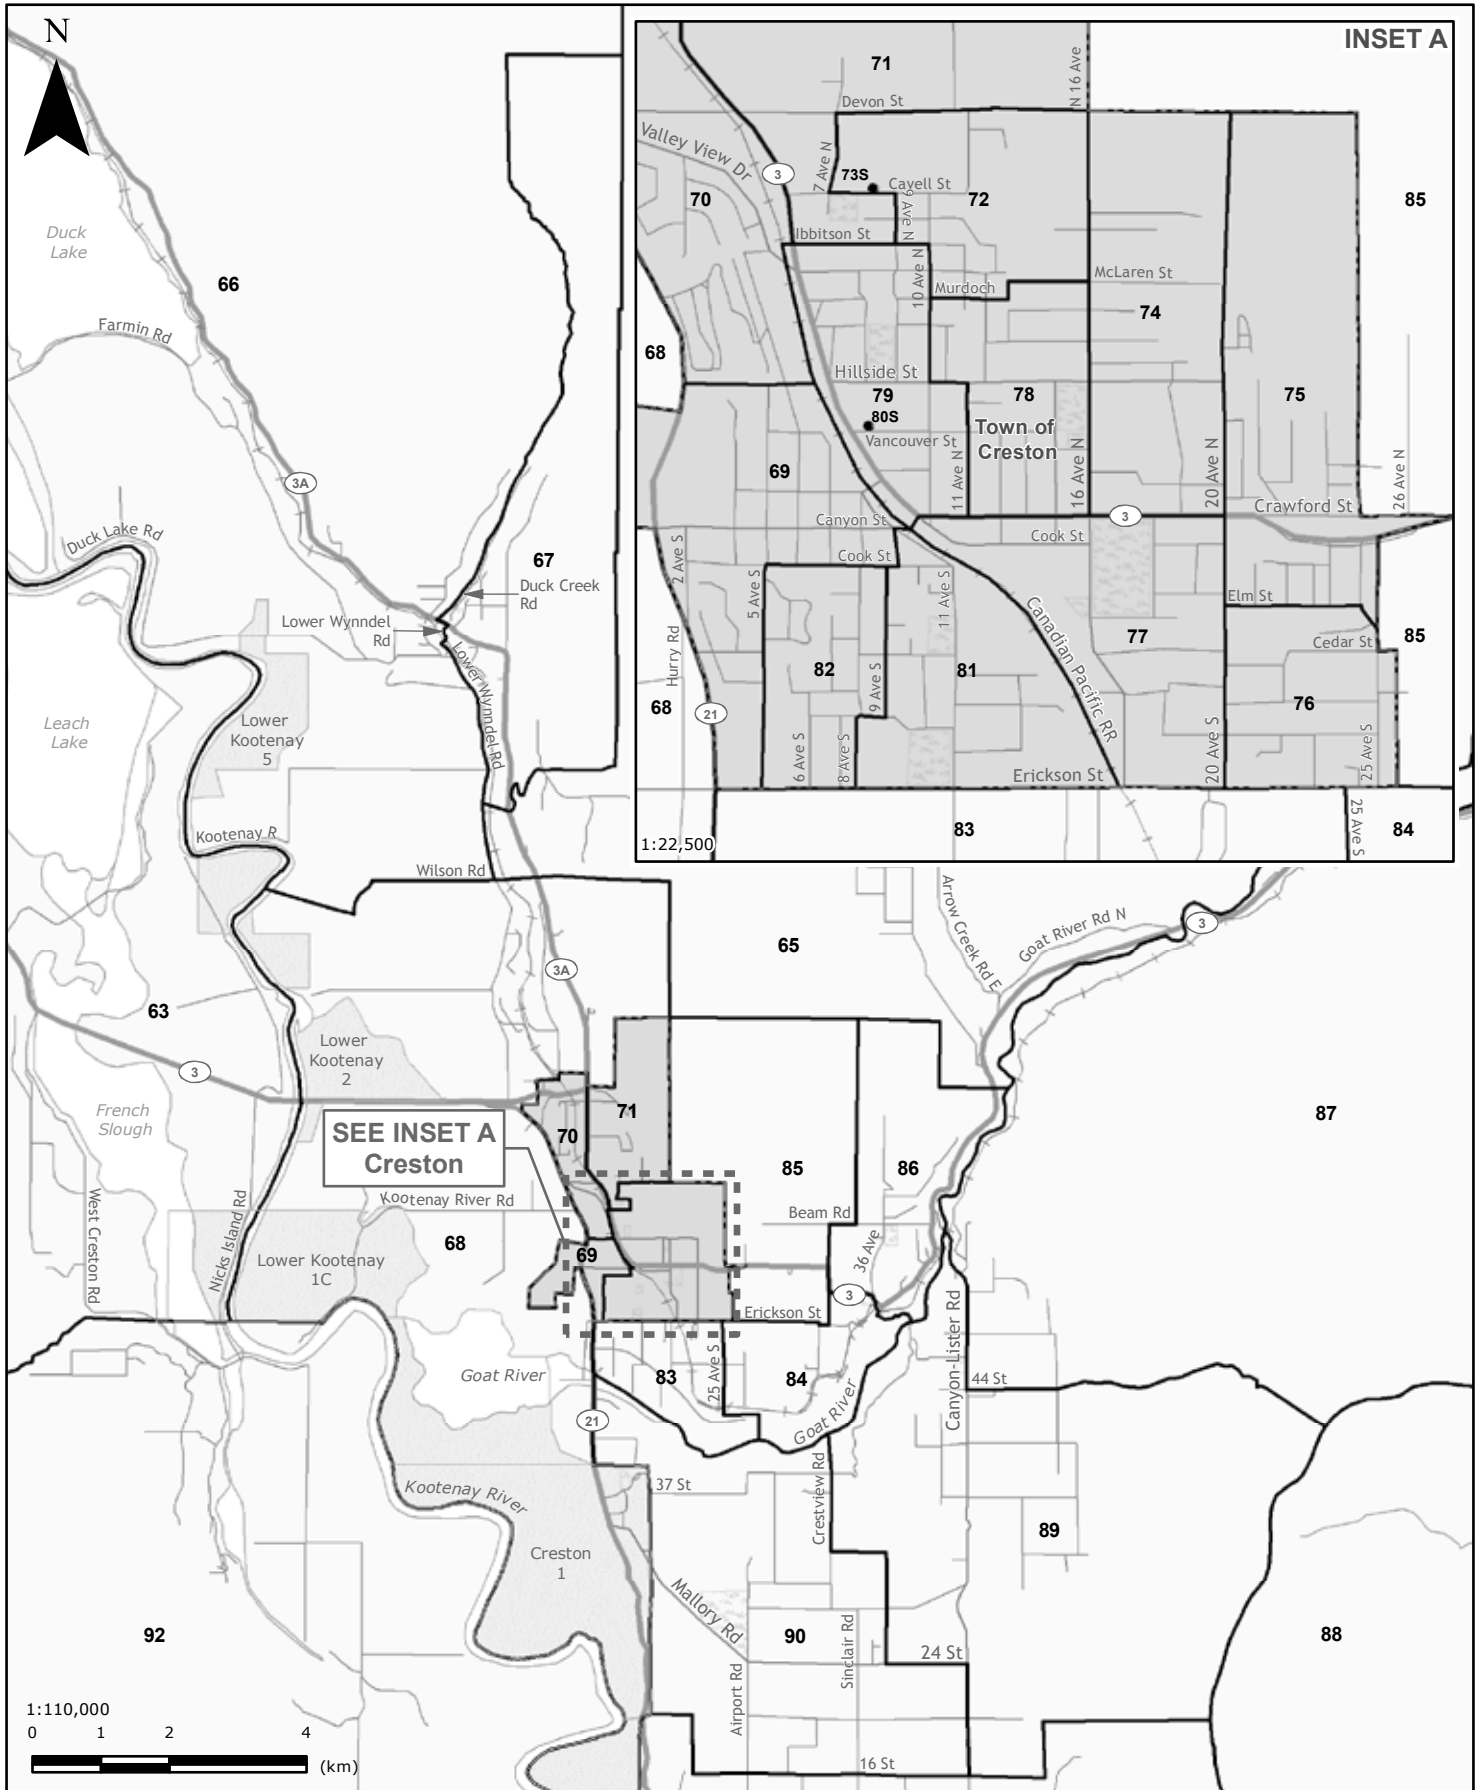 N
INSET A
71
N 16 Ave
Devon St
Valley View Dr
3
7 Ave N
73S
Cavell St
9 Ave N
72
85
70
Ibbitson St
10 Ave N
Murdoch
McLaren St
74
68
Hillside St
79
78
75
80S
Town of
Creston
Vancouver St
69
11 Ave N
16 Ave N
20 Ave N
26 Ave N
Crawford St
Canyon St
3
Cook St
Cook St
2 Ave S
5 Ave S
11 Ave S
Elm St
Canadian Pacific RR
77
Cedar St
85
Hurry Rd
82
9 Ave S
81
68
21
76
6 Ave S
8 Ave S
20 Ave S
25 Ave S
Erickson St
83
25 Ave S
84
1:22,500
Duck
Lake
66
Farmin Rd
3A
Duck Lake Rd
67
Duck Creek
Rd
Lower Wynndel
Rd
Lower Wynndel Rd
Leach
Lake
Lower
Kootenay
5
Kootenay R
Wilson Rd
Arrow Creek Rd E
Goat River Rd N
3
65
3A
63
Lower
Kootenay
2
3
French
Slough
71
87
SEE INSET A
Creston
70
85
86
West Creston Rd
Nicks Island Rd
Kootenay River Rd
Beam Rd
68
69
36 Ave
Lower Kootenay
1C
3
Erickson St
Canyon-Lister Rd
Goat River
83
25 Ave S
84
44 St
Goat River
21
37 St
Crestview Rd
Kootenay River
89
Creston
1
Mallory Rd
92
90
Sinclair Rd
24 St
88
Airport Rd
16 St
1:110,000
0 1 2 4
(km)